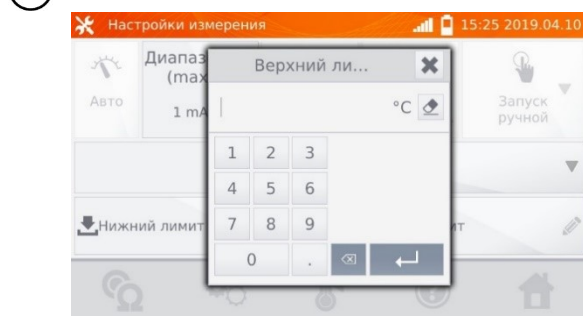 Настройки измерения 15:25 2019.04.10
Диапаз
(max
Авто
1 mA
Верхний ли...
°C
Запуск
ручной
1 2 3
4 5 6
7 8 9
0 .
Нижний лимит
ит